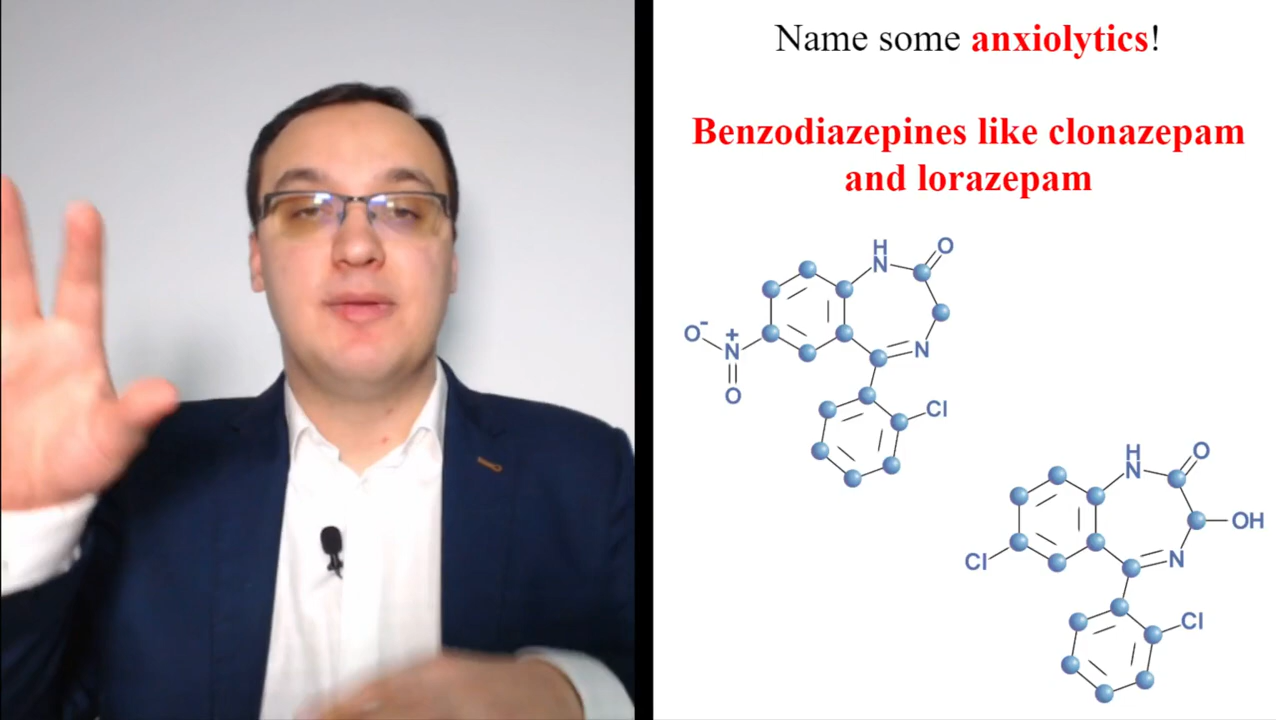 Name some anxiolytics!
Benzodiazepines like clonazepam
and lorazepam
H
N
O
O-
+
N
N
O
Cl
H
N
O
OH
Cl
N
Cl